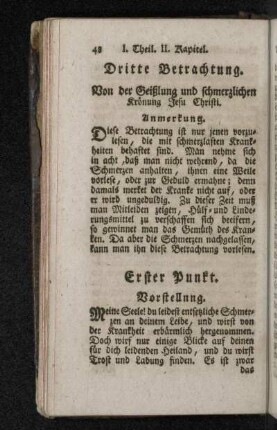 48 I. Theil. II. Kapitel.
Dritte Betrachtung.
Von der Geißlung und schmerzlichen
Krönung Jesu Christi.
Anmerkung.
Diese Betrachtung ist nur jenen vorzu-
lesen, die mit schmerzlaften Krank-
heiten behaftet sind. Man nehme sich
in acht, daß man nicht wehrend, da die
Schmerzen anhalten, ihnen eine Weile
vorlese, oder zur Geduld ermahne; denn
damals merket der Kranke nicht auf, oder
er wird ungeduldig. Zu dieser Zeit muß
man Mitleiden zeigen, Hülf- und Linde-
rungsmittel zu verschaffen sich beeifern,
so gewinnet man das Gemüth des Kran-
ken. Da aber die Schmerzen nachgelassen,
kann man ihn diese Betrachtung vorlesen.
Erster Punkt.
Vorstellung.
Meine Seele! du leidest entsetzliche Schmer-
zen an deinem Leibe, und wirst von
der Krankheit erbärmlich hergenommen.
Doch wirf nur einige Blicke auf deinen
für dich leidenden Heiland, und du wirst
Trost und Labung finden. Es ist zwar
das